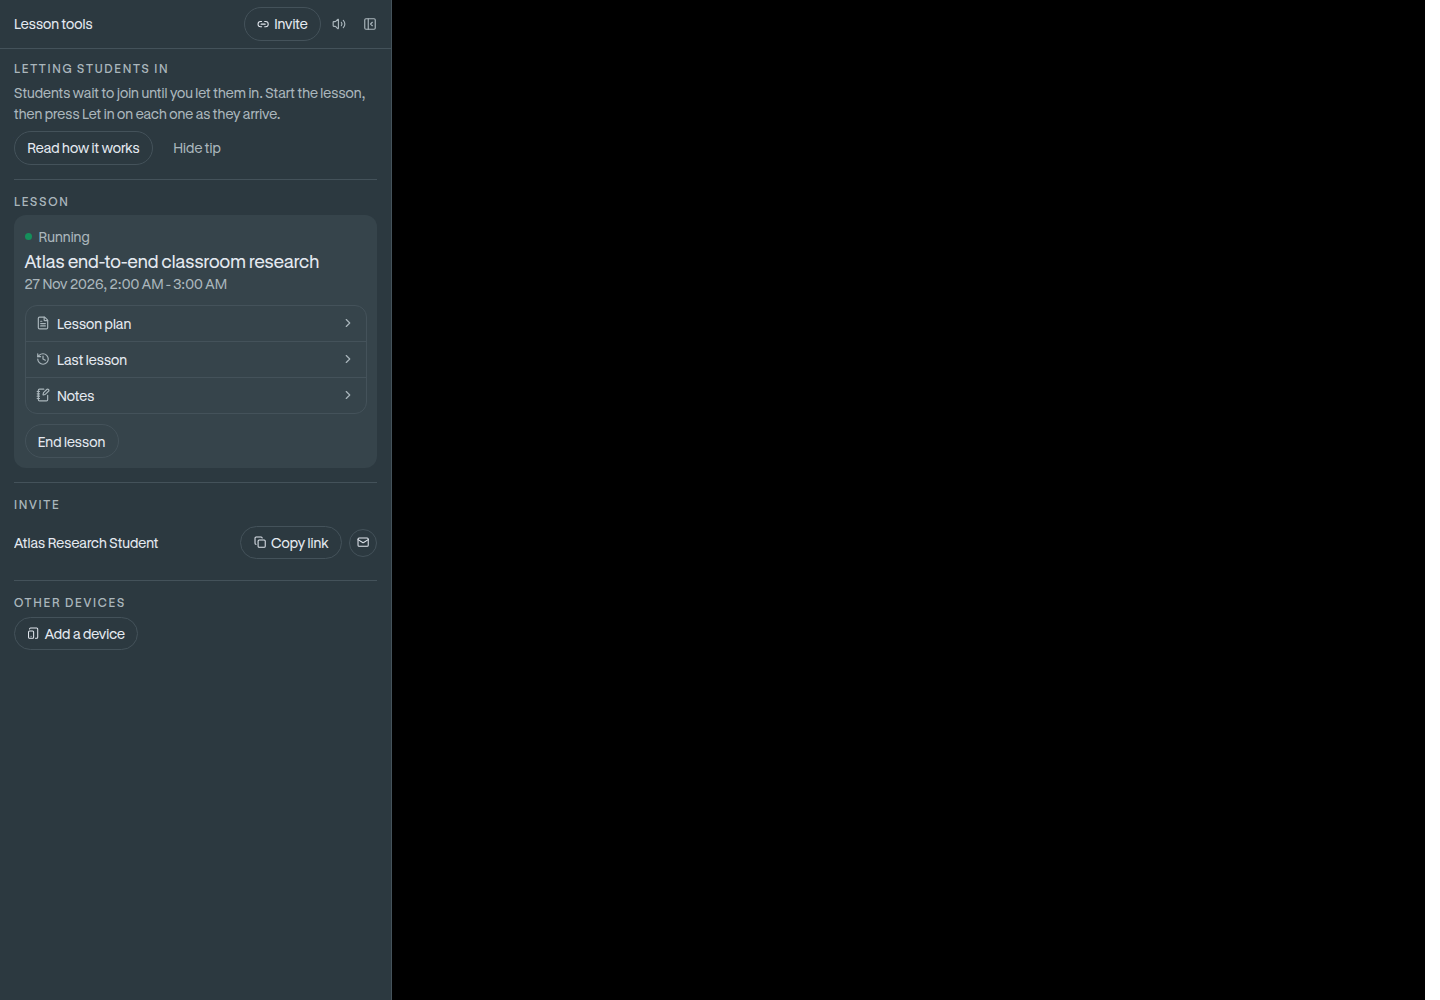 Lesson tools
Invite
LETTING STUDENTS IN
Students wait to join until you let them in. Start the lesson,
then press Let in on each one as they arrive.
Read how it works
Hide tip
LESSON
Running
Atlas end-to-end classroom research
27 Nov 2026, 2:00 AM - 3:00 AM
Lesson plan
Last lesson
Notes
End lesson
INVITE
Atlas Research Student
Copy link
OTHER DEVICES
Add a device